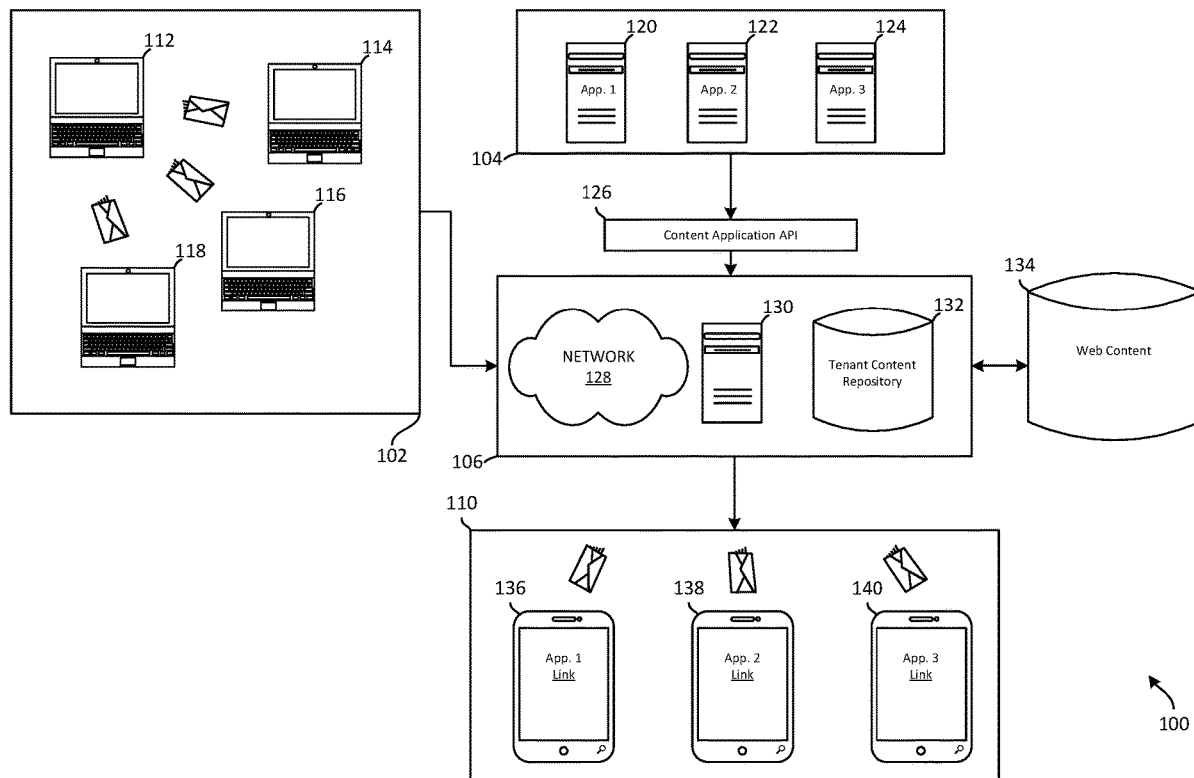 112
114
116
118
102
120
122
124
App. 1
App. 2
App. 3
104
126
Content Application API
NETWORK
128
130
132
Tenant Content
Repository
106
134
Web Content
110
136
138
140
App. 1
Link
App. 2
Link
App. 3
Link
100